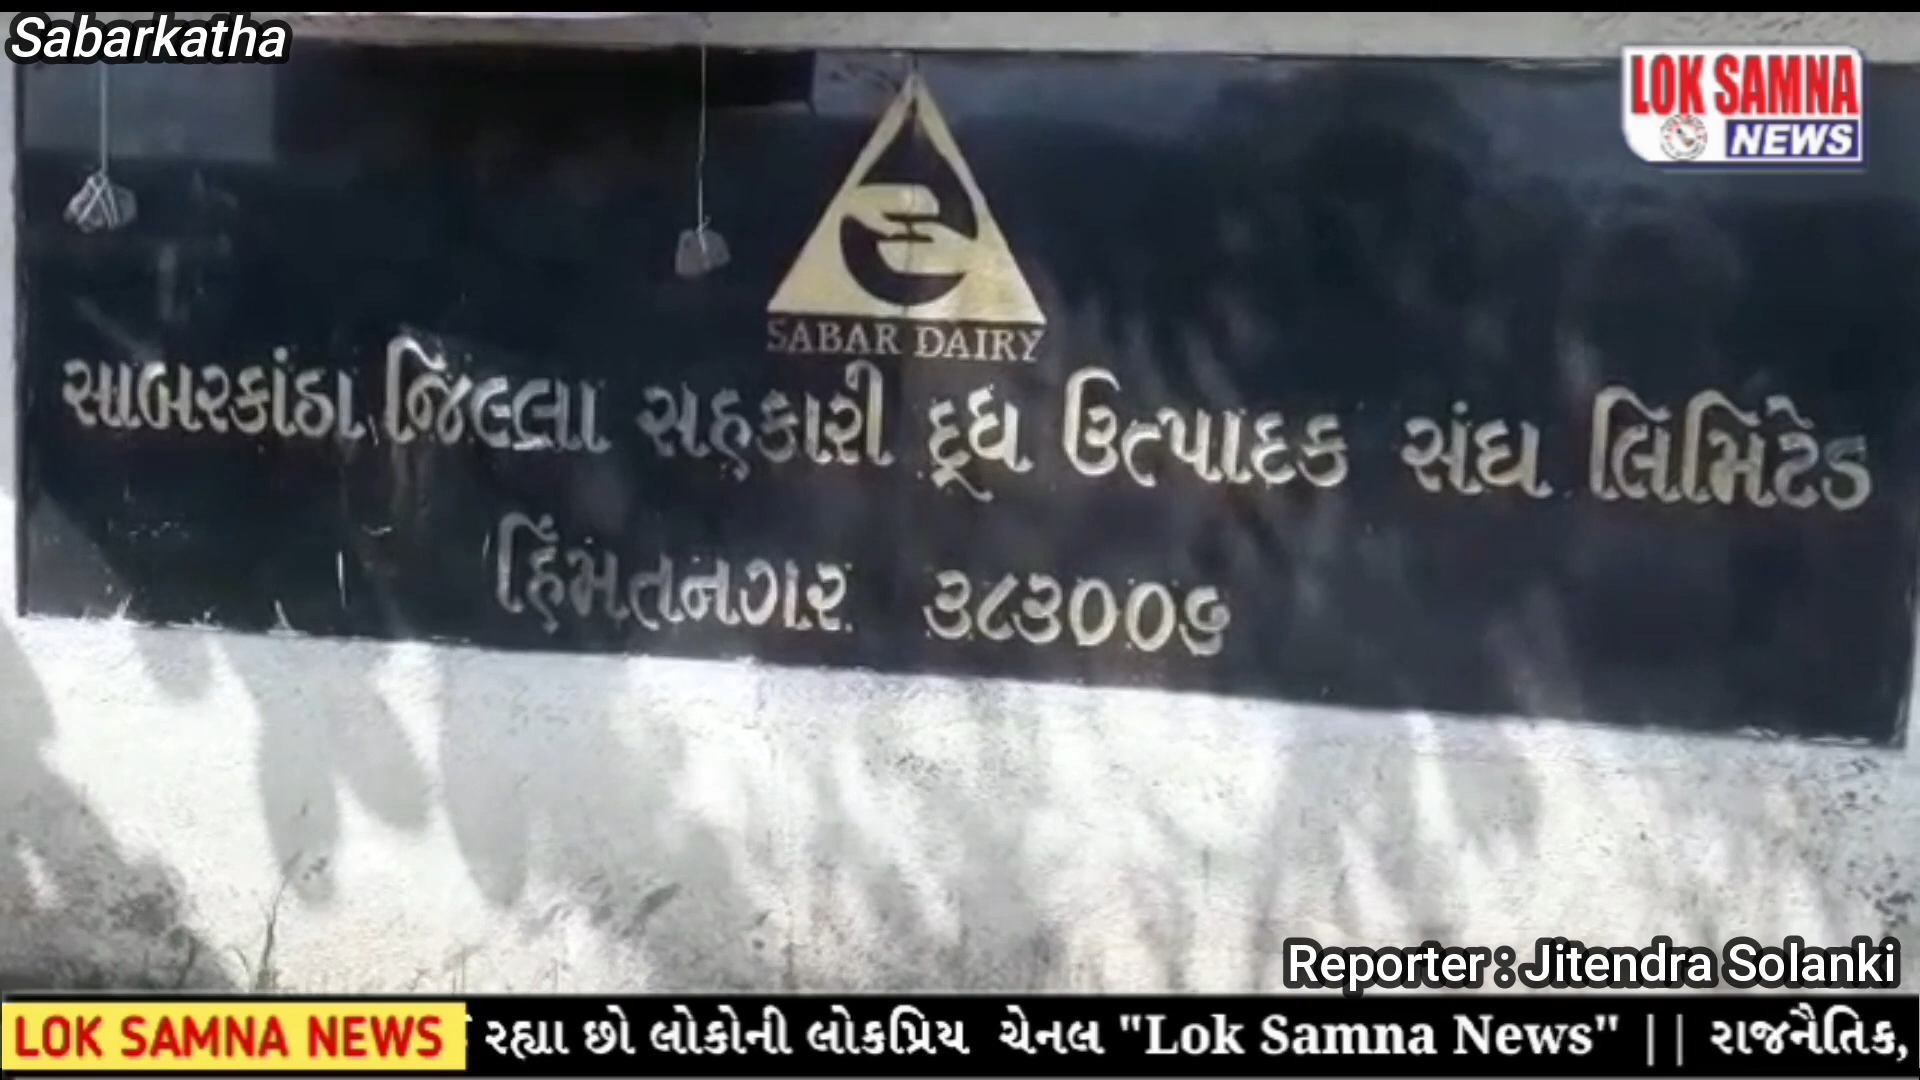 Sabarkatha
LOK SAMNA
NEWS
SABAR DAIRY
સાબરકાંઠા જિલ્લા સહકારી દૂધ ઉત્પાદક સંઘ લિમિટેડ
હિંમતનગર ૩૮૩૦૦૭
Reporter : Jitendra Solanki
LOK SAMNA NEWS રહ્યા છો લોકોની લોકપ્રિય ચેનલ "Lok Samna News" || રાજનૈતિક,